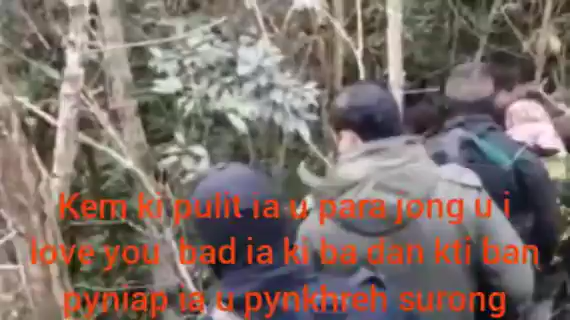 Kem ki pulit ia u para jong u i
love you bad ia ki ba dan kti ban
pyniap ia u pynkhreh surong